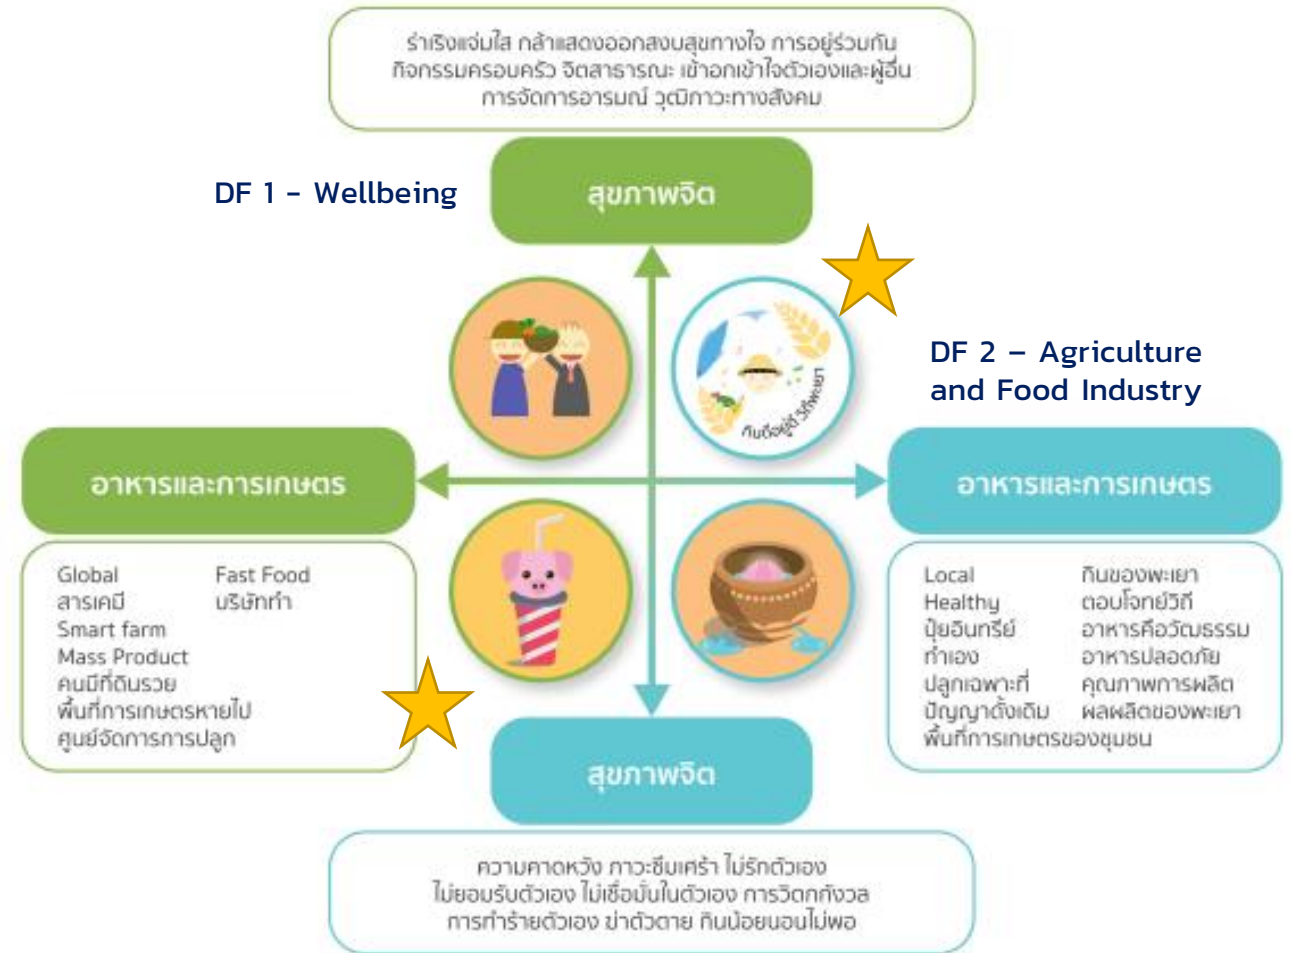 ร่าเริงแจ่มใส กล้าแสดงออกสงบสุขทางใจ การอยู่ร่วมกัน
กิจกรรมครอบครัว จิตสาธารณะ เข้าอกเข้าใจตัวเองและผู้อื่น
การจัดการอารมณ์ วุฒิภาวะทางสังคม
DF 1 - Wellbeing
สุขภาพจิต
DF 2 – Agriculture
and Food Industry
กินดีอยู่ดี วิถีพะเยา
อาหารและการเกษตร
Global
สารเคมี
Smart farm
Mass Product
คนมีที่ดินรวย
พื้นที่การเกษตรหายไป
ศูนย์จัดการการปลูก
Fast Food
บริษัททำ
อาหารและการเกษตร
Local
Healthy
ปุ๋ยอินทรีย์
ทำเอง
ปลูกเฉพาะที่
ปัญญาดั้งเดิม
พื้นที่การเกษตรของชุมชน
กินของพะเยา
ตอบโจทย์วิถี
อาหารคือวัฒธรรม
อาหารปลอดภัย
คุณภาพการผลิต
ผลผลิตของพะเยา
สุขภาพจิต
ความคาดหวัง ภาวะซึมเศร้า ไม่รักตัวเอง
ไม่ยอมรับตัวเอง ไม่เชื่อมั่นในตัวเอง การวิตกกังวล
การทำร้ายตัวเอง ฆ่าตัวตาย กินน้อยนอนไม่พอ